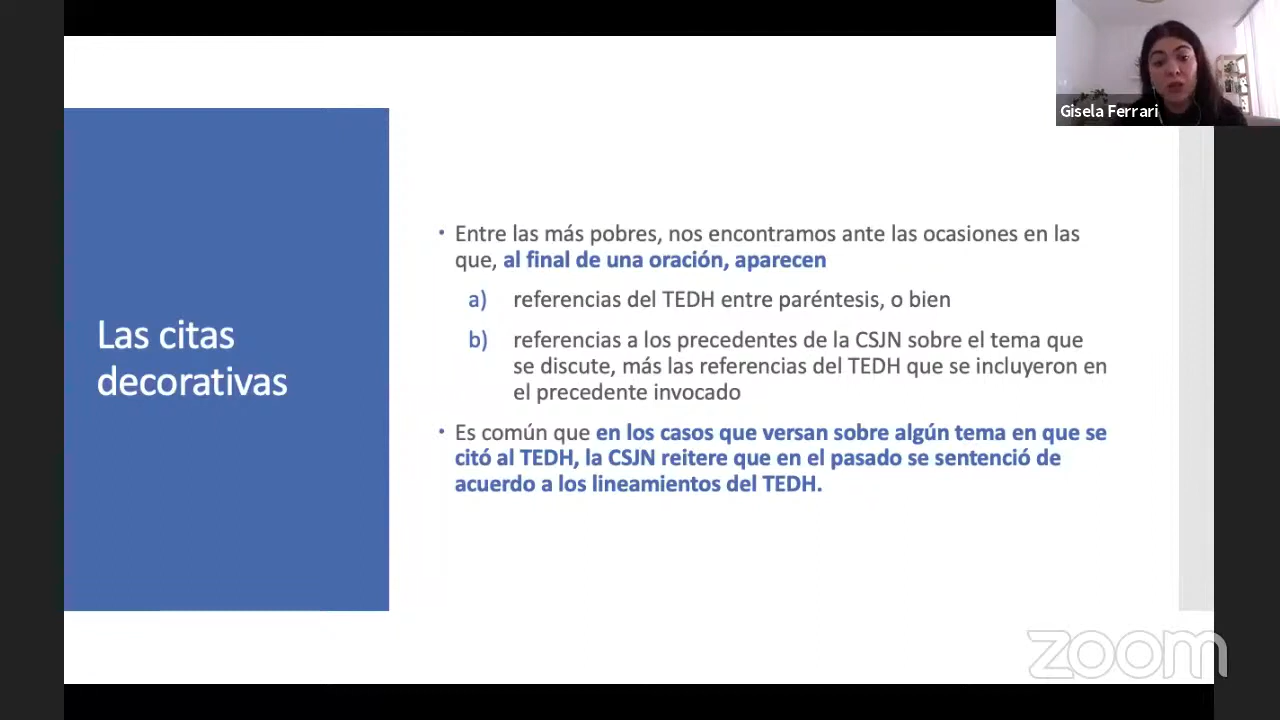 Gisela Ferrari
Las citas
decorativas
• Entre las más pobres, nos encontramos ante las ocasiones en las
que, al final de una oración, aparecen
a) referencias del TEDH entre paréntesis, o bien
b) referencias a los precedentes de la CSJN sobre el tema que
se discute, más las referencias del TEDH que se incluyeron en
el precedente invocado
• Es común que en los casos que versan sobre algún tema en que se
citó al TEDH, la CSJN reitere que en el pasado se sentenció de
acuerdo a los lineamientos del TEDH.
zoom